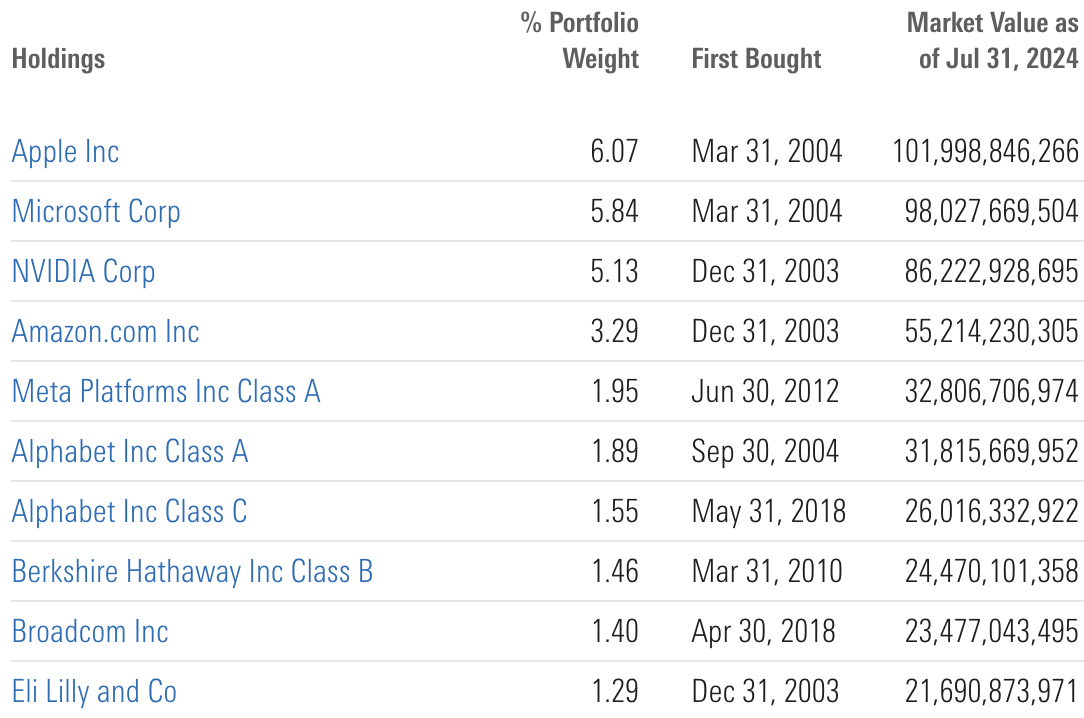 Holdings % Portfolio Weight First Bought Market Value as of Jul 31, 2024
Apple Inc 6.07 Mar 31, 2004 101,998,846,266
Microsoft Corp 5.84 Mar 31, 2004 98,027,669,504
NVIDIA Corp 5.13 Dec 31, 2003 86,222,928,695
Amazon.com Inc 3.29 Dec 31, 2003 55,214,230,305
Meta Platforms Inc Class A 1.95 Jun 30, 2012 32,806,706,974
Alphabet Inc Class A 1.89 Sep 30, 2004 31,815,669,952
Alphabet Inc Class C 1.55 May 31, 2018 26,016,332,922
Berkshire Hathaway Inc Class B 1.46 Mar 31, 2010 24,470,101,358
Broadcom Inc 1.40 Apr 30, 2018 23,477,043,495
Eli Lilly and Co 1.29 Dec 31, 2003 21,690,873,971